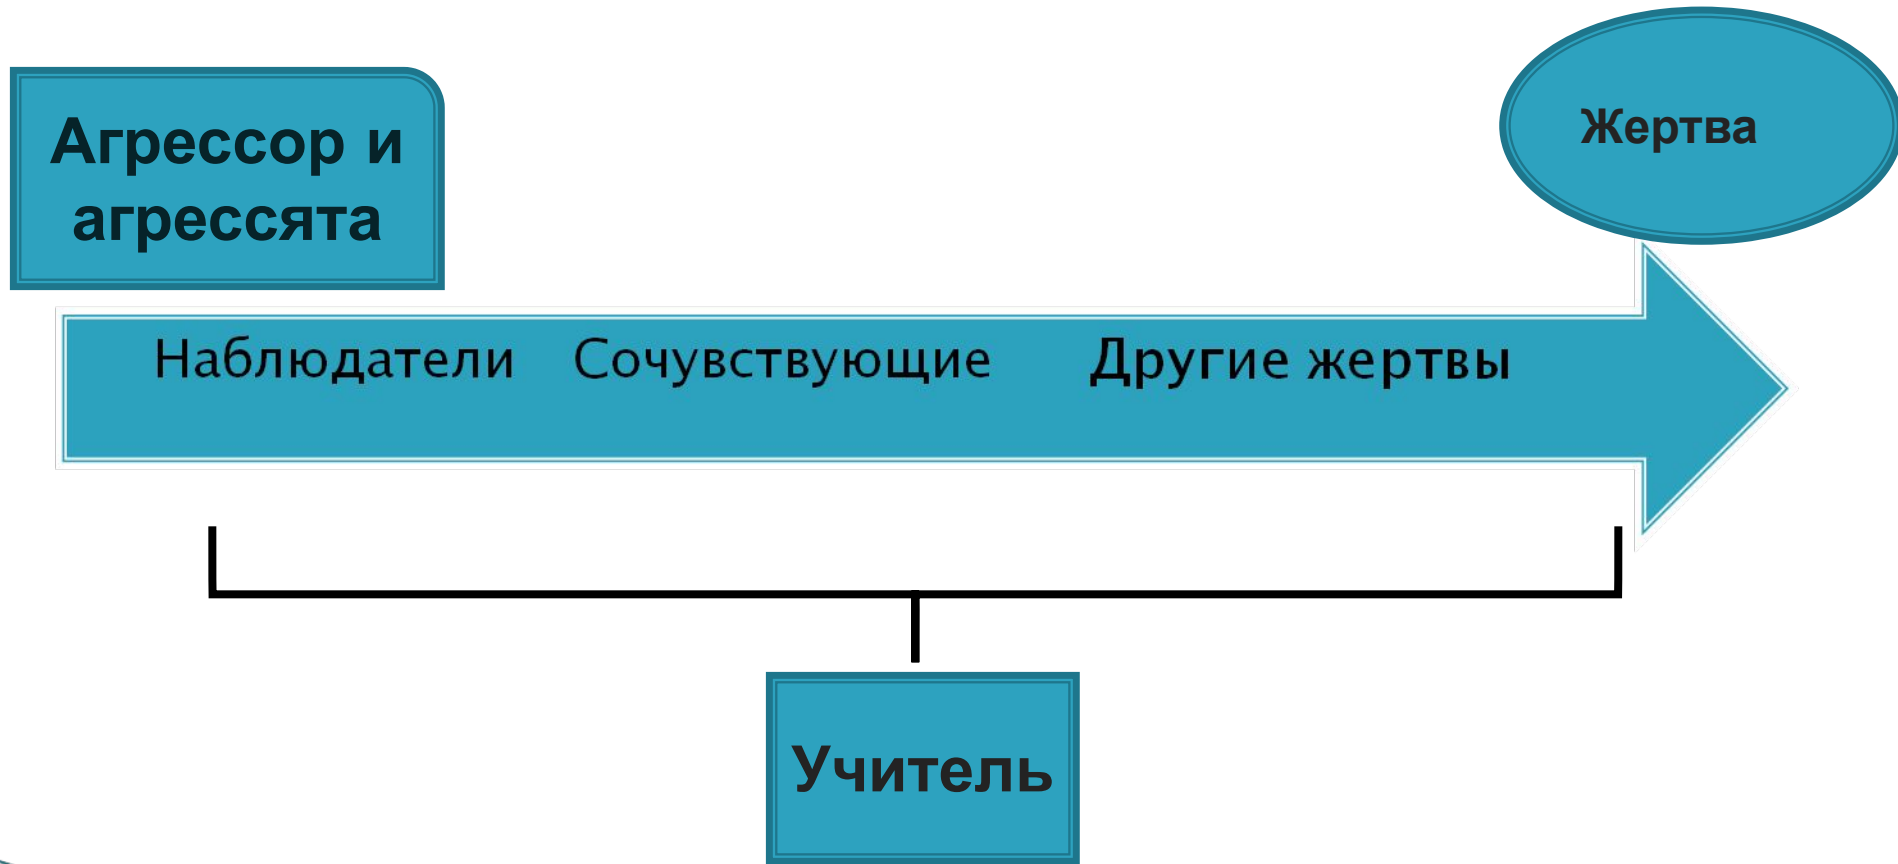 Жертва
Агрессор и
агрессята
Наблюдатели Сочувствующие Другие жертвы
Учитель